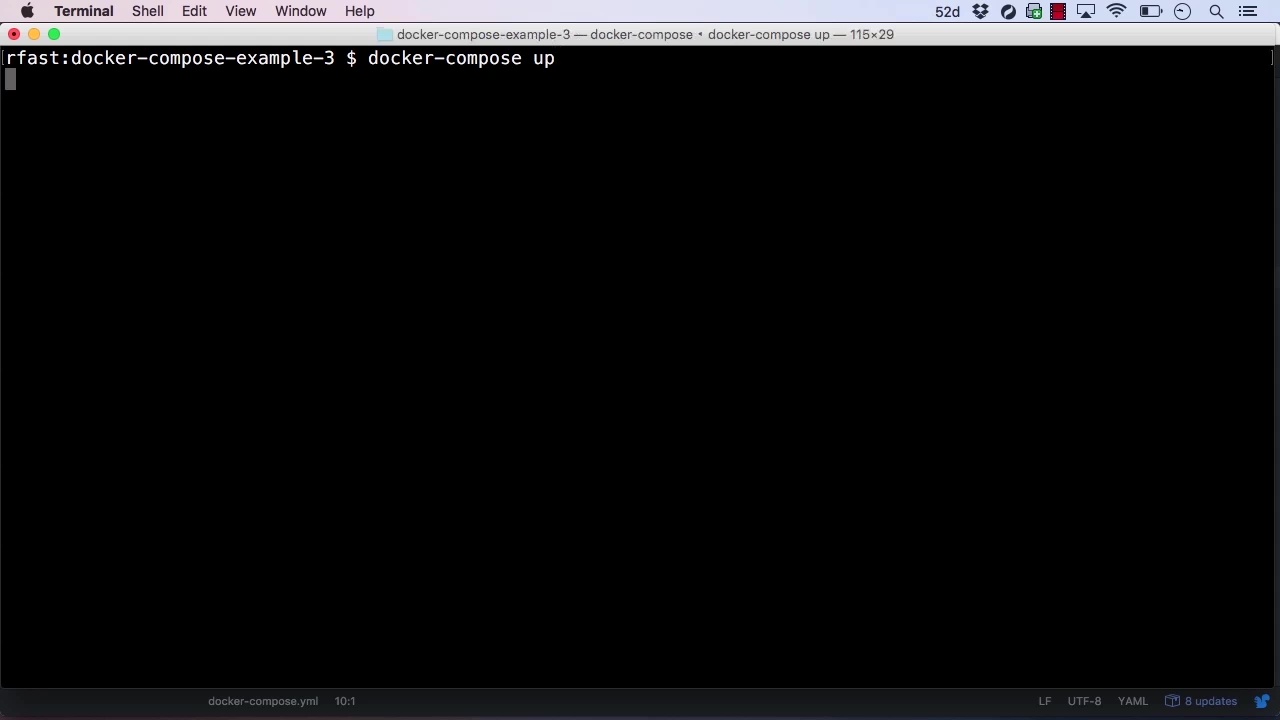 Terminal Shell Edit View Window Help 52d
docker-compose-example-3 — docker-compose • docker-compose up — 115×29
[rfast:docker-compose-example-3 $ docker-compose up ]
docker-compose.yml 10:1 LF UTF-8 YAML 8 updates